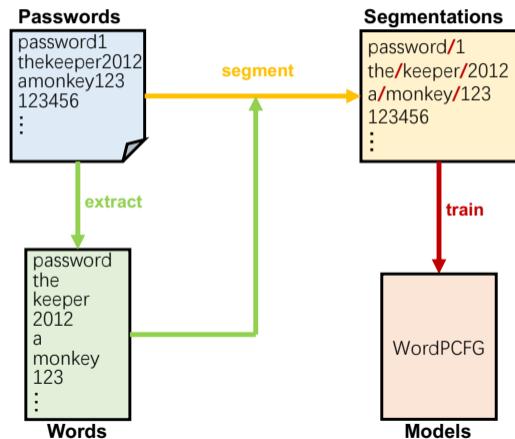 Passwords
password1
thekeeper2012
amonkey123
123456
⋮
segment
Segmentations
password/1
the/keeper/2012
a/monkey/123
123456
⋮
extract
train
password
the
keeper
2012
a
monkey
123
⋮
Words
WordPCFG
Models